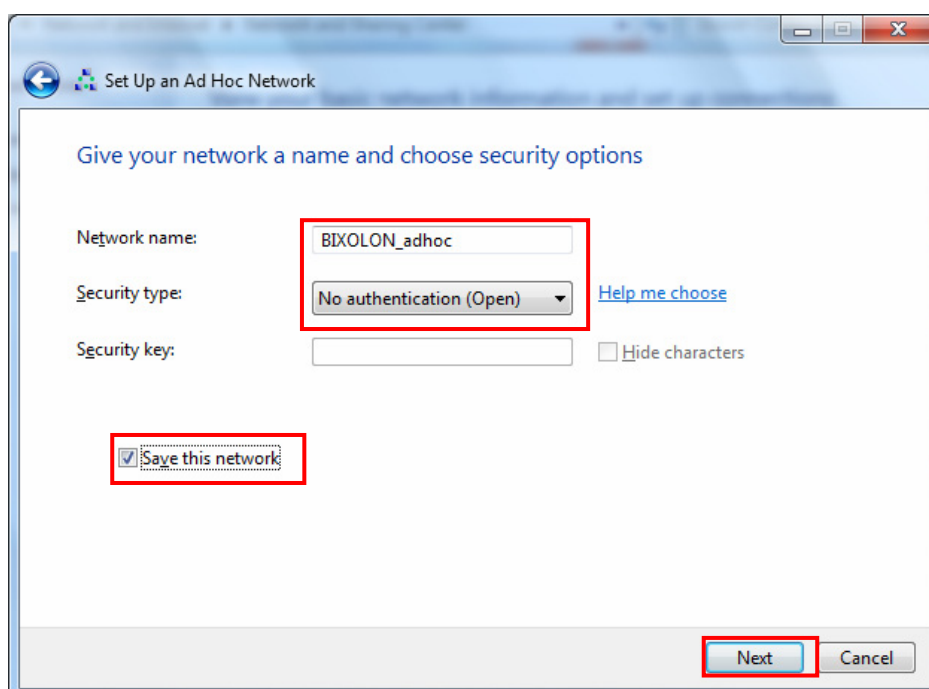 Set Up an Ad Hoc Network
Give your network a name and choose security options
Network name: BIXOLON_adhoc
Security type: No authentication (Open) Help me choose
Security key: Hide characters
Save this network
Next Cancel